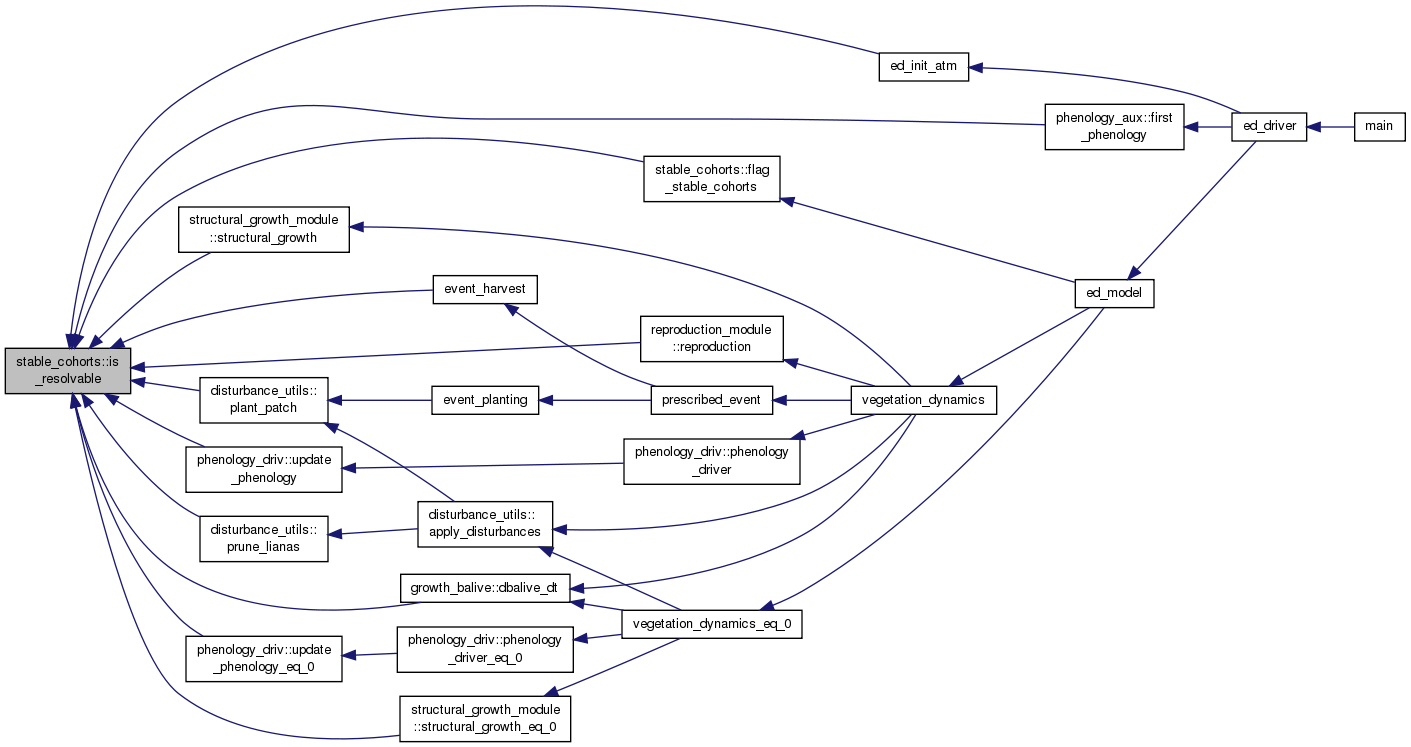 ed_init_atm
phenology_aux::first
_phenology
ed_driver
main
stable_cohorts::flag
_stable_cohorts
structural_growth_module
::structural_growth
event_harvest
ed_model
reproduction_module
::reproduction
stable_cohorts::is
_resolvable
disturbance_utils::
plant_patch
event_planting
prescribed_event
vegetation_dynamics
phenology_driv::update
_phenology
phenology_driv::phenology
_driver
disturbance_utils::
prune_lianas
disturbance_utils::
apply_disturbances
growth_balive::dbalive_dt
vegetation_dynamics_eq_0
phenology_driv::update
_phenology_eq_0
phenology_driv::phenology
_driver_eq_0
structural_growth_module
::structural_growth_eq_0